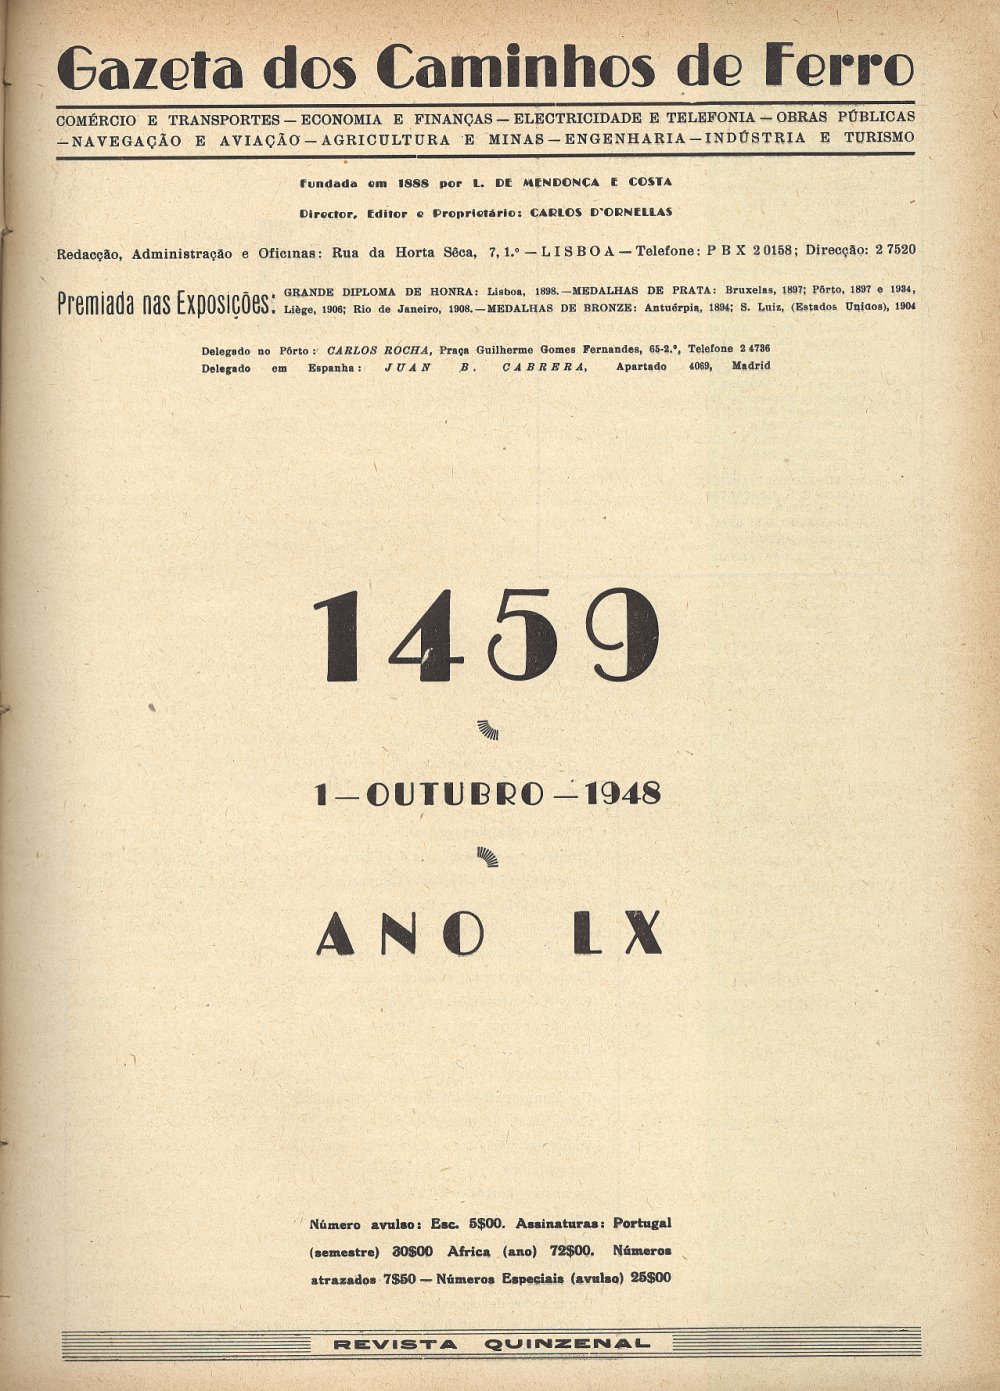 Gazeta dos Caminhos de Ferro
COMÉRCIO E TRANSPORTES — ECONOMIA E FINANÇAS — ELECTRICIDADE E TELEFONIA — OBRAS PÚBLICAS
— NAVEGAÇÃO E AVIAÇÃO — AGRICULTURA E MINAS — ENGENHARIA — INDÚSTRIA E TURISMO
Fundada em 1888 por L. DE MENDONÇA E COSTA
Director, Editor e Proprietário: CARLOS D'ORNELLAS
Redacção, Administração e Oficinas: Rua da Horta Sêca, 7, 1.º — LISBOA — Telefone: P B X 2 0158; Direcção: 2 7520
Premiada nas Exposições:
GRANDE DIPLOMA DE HONRA: Lisboa, 1898. — MEDALHAS DE PRATA: Bruxelas, 1897; Pôrto, 1897 e 1934,
Liège, 1906; Rio de Janeiro, 1908. — MEDALHAS DE BRONZE: Antuérpia, 1894; S. Luiz, (Estados Unidos), 1904
Delegado no Pôrto: CARLOS ROCHA, Praça Guilherme Gomes Fernandes, 65-2.º, Telefone 2 4736
Delegado em Espanha: JUAN B. CABRERA, Apartado 4069, Madrid
1459
1 — OUTUBRO — 1948
ANO LX
Número avulso: Esc. 5$00. Assinaturas: Portugal
(semestre) 30$00 Africa (ano) 72$00. Números
atrazados 7$50 — Números Especiais (avulso) 25$00
REVISTA QUINZENAL